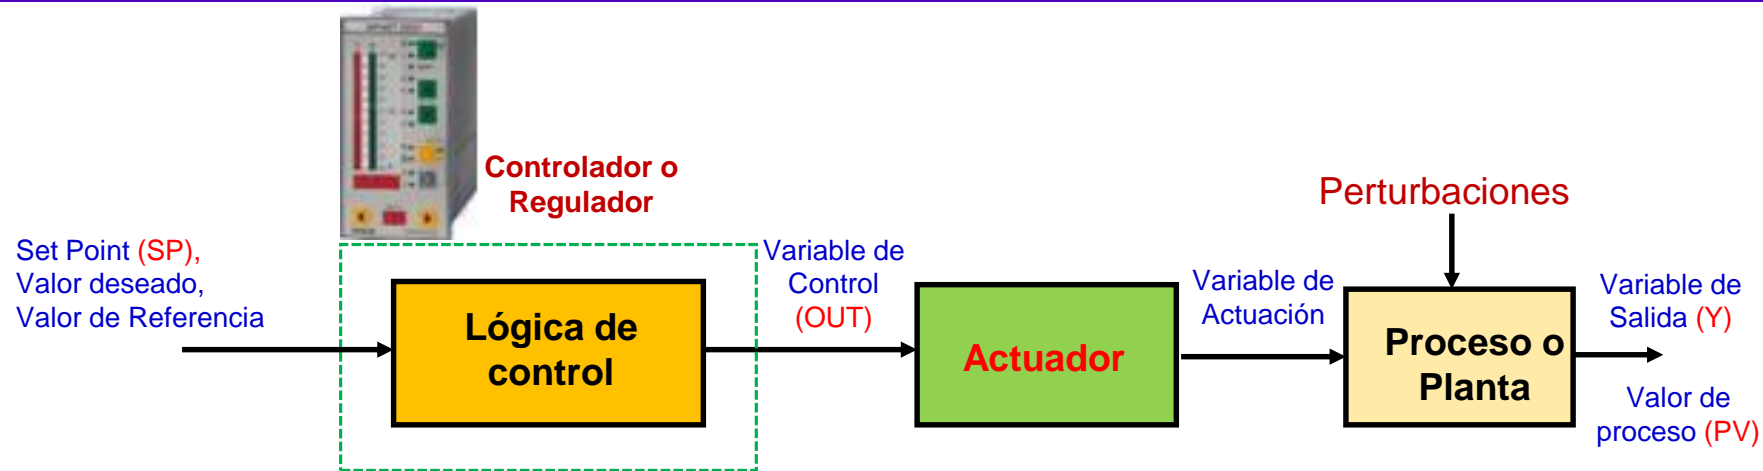 Controlador o
Regulador
Perturbaciones
Set Point (SP),
Valor deseado,
Valor de Referencia
Lógica de
control
Variable de
Control
(OUT)
Actuador
Variable de
Actuación
Proceso o
Planta
Variable de
Salida (Y)
Valor de
proceso (PV)